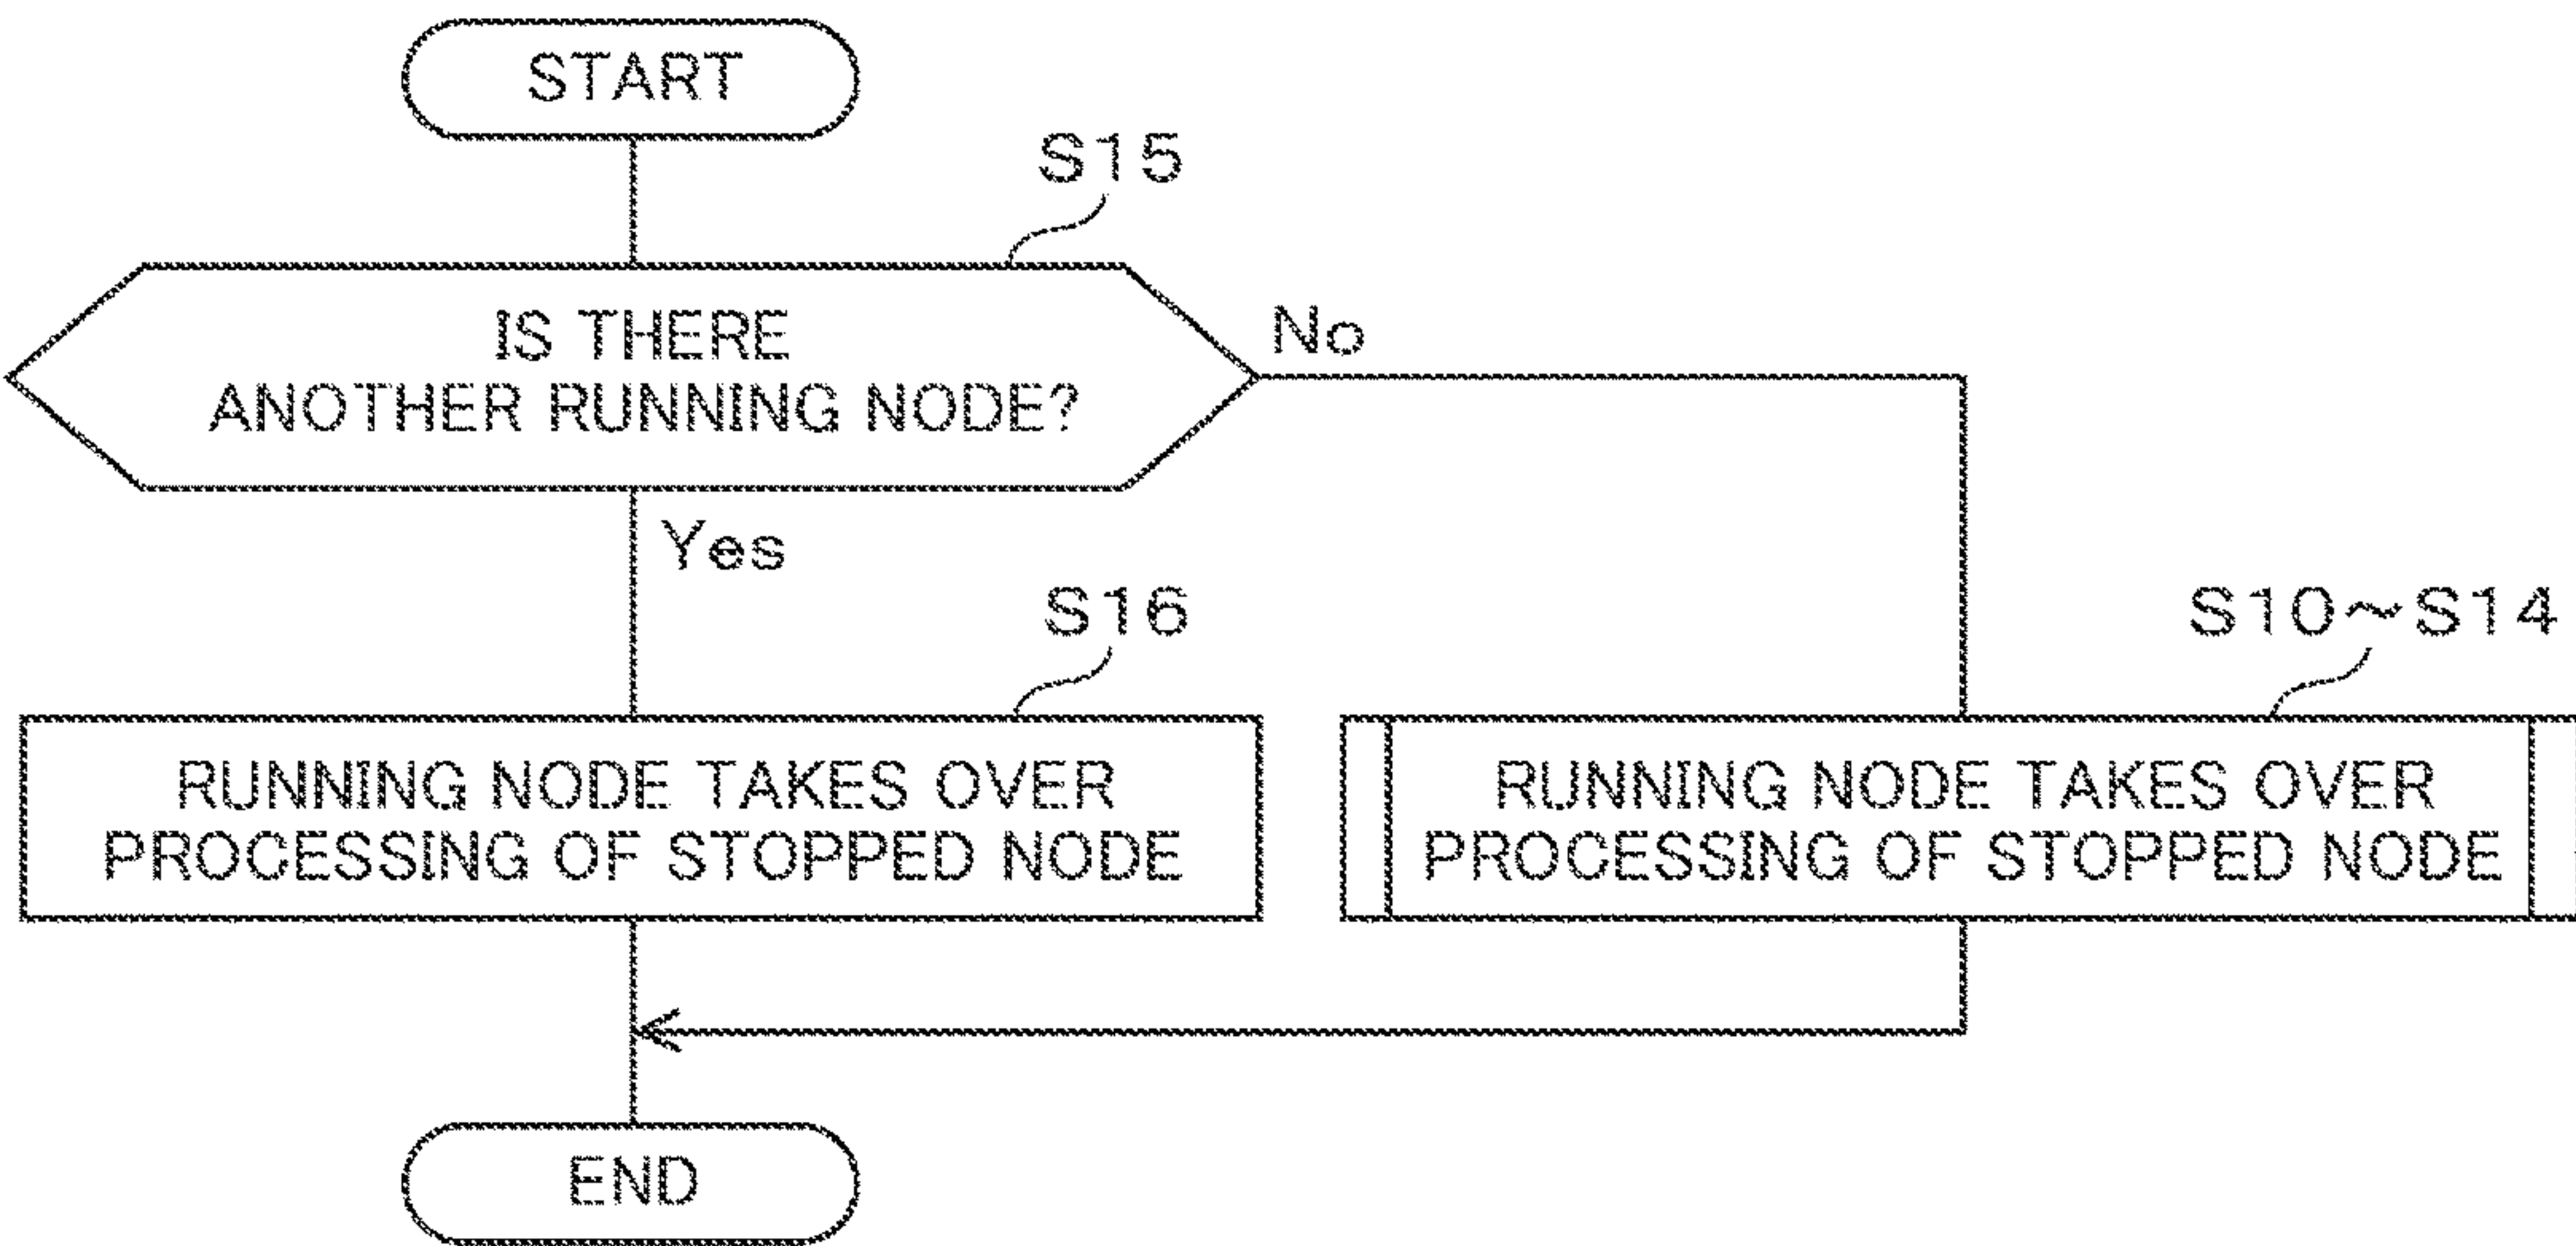 START
S15
IS THERE
ANOTHER RUNNING NODE?
No
Yes
S16
RUNNING NODE TAKES OVER
PROCESSING OF STOPPED NODE
S10~S14
RUNNING NODE TAKES OVER
PROCESSING OF STOPPED NODE
END